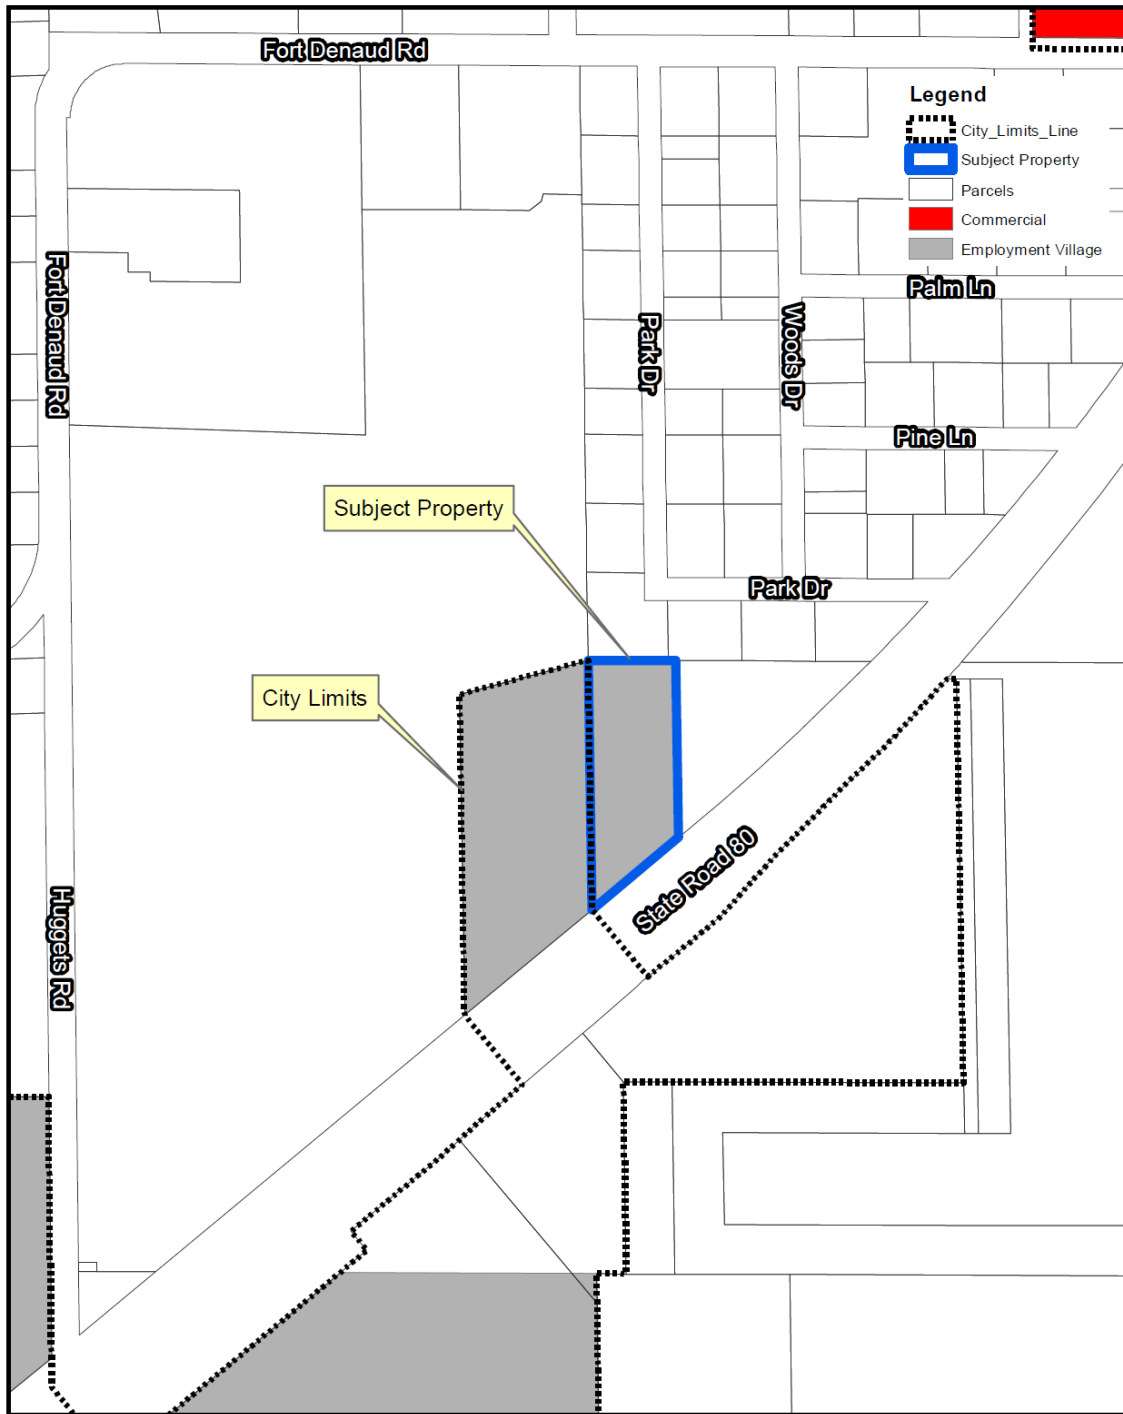 Fort Denaud Rd
Legend
City_Limits_Line
Subject Property
Parcels
Commercial
Employment Village
Fort Denaud Rd
Palm Ln
Park Dr
Woods Dr
Pine Ln
Subject Property
Park Dr
City Limits
State Road 80
Huggets Rd